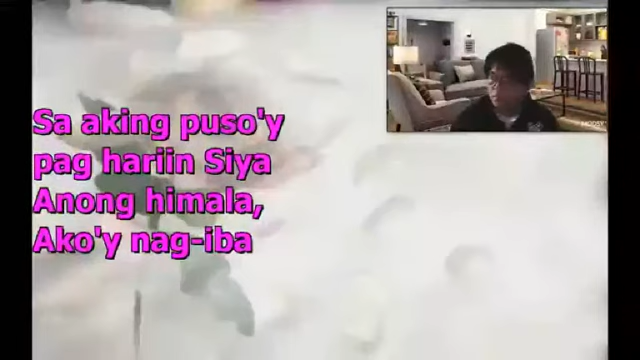 Sa aking puso'y
pag hariin Siya
Anong himala,
Ako'y nag-iba